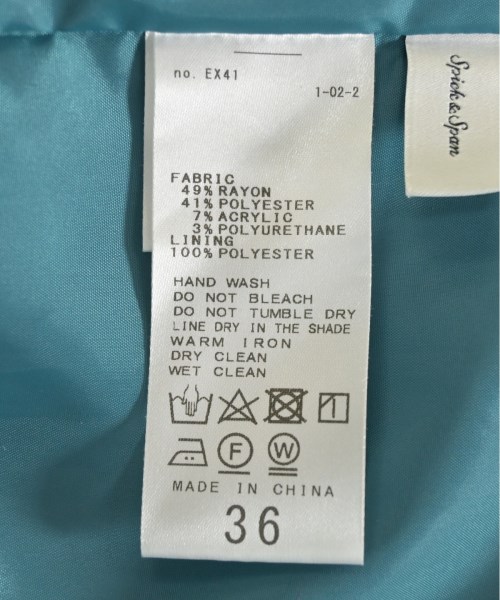 no. EX41
1-02-2
Spick & Span
FABRIC
49% RAYON
41% POLYESTER
7% ACRYLIC
3% POLYURETHANE
LINING
100% POLYESTER
HAND WASH
DO NOT BLEACH
DO NOT TUMBLE DRY
LINE DRY IN THE SHADE
WARM IRON
DRY CLEAN
WET CLEAN
F W
MADE IN CHINA
36